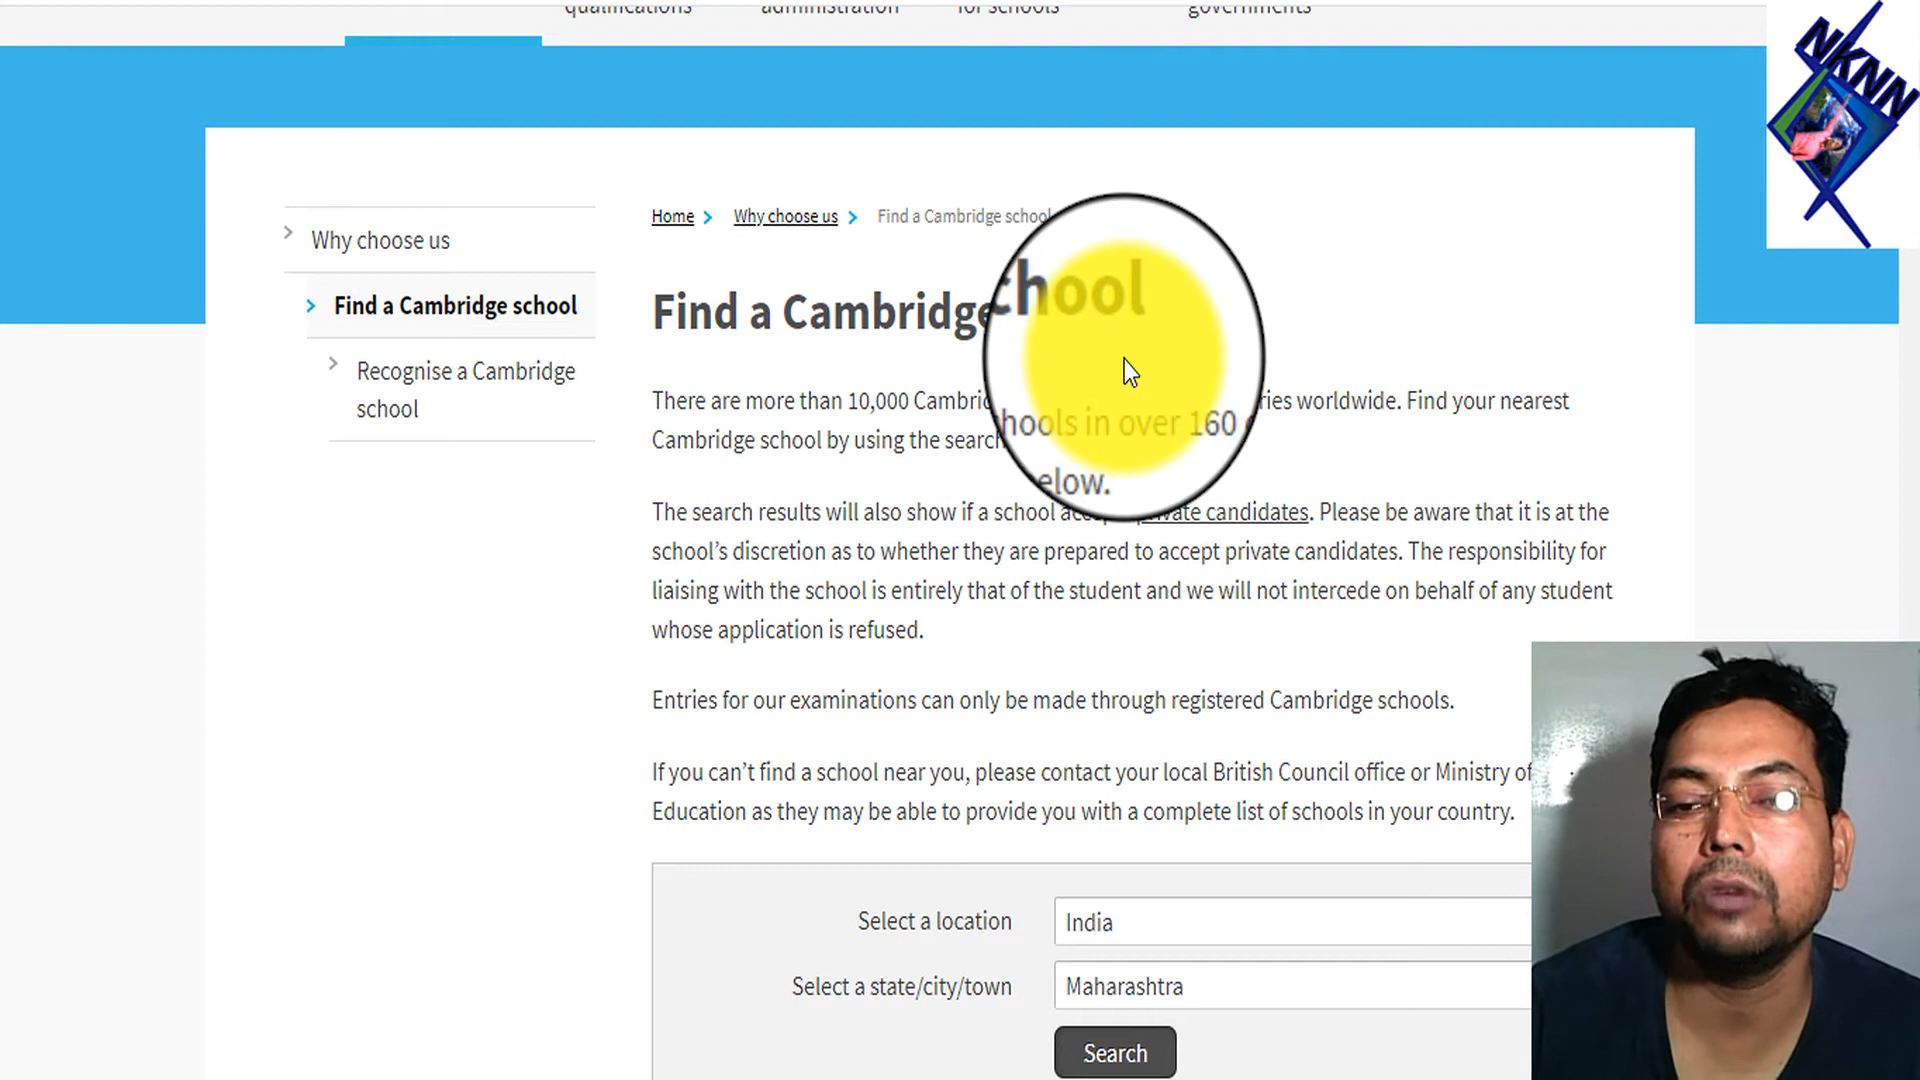 qualifications administration for schools governments
NKNN
Why choose us
Find a Cambridge school
Recognise a Cambridge
school
Home Why choose us Find a Cambridge school
Find a Cambridge chool
There are more than 10,000 hools in over 160 ries worldwide. Find your nearest
Cambridge school by using the search elow.
The search results will also show if a school private candidates. Please be aware that it is at the
school’s discretion as to whether they are prepared to accept private candidates. The responsibility for
liaising with the school is entirely that of the student and we will not intercede on behalf of any student
whose application is refused.
Entries for our examinations can only be made through registered Cambridge schools.
If you can’t find a school near you, please contact your local British Council office or Ministry of
Education as they may be able to provide you with a complete list of schools in your country.
Select a location India
Select a state/city/town Maharashtra
Search